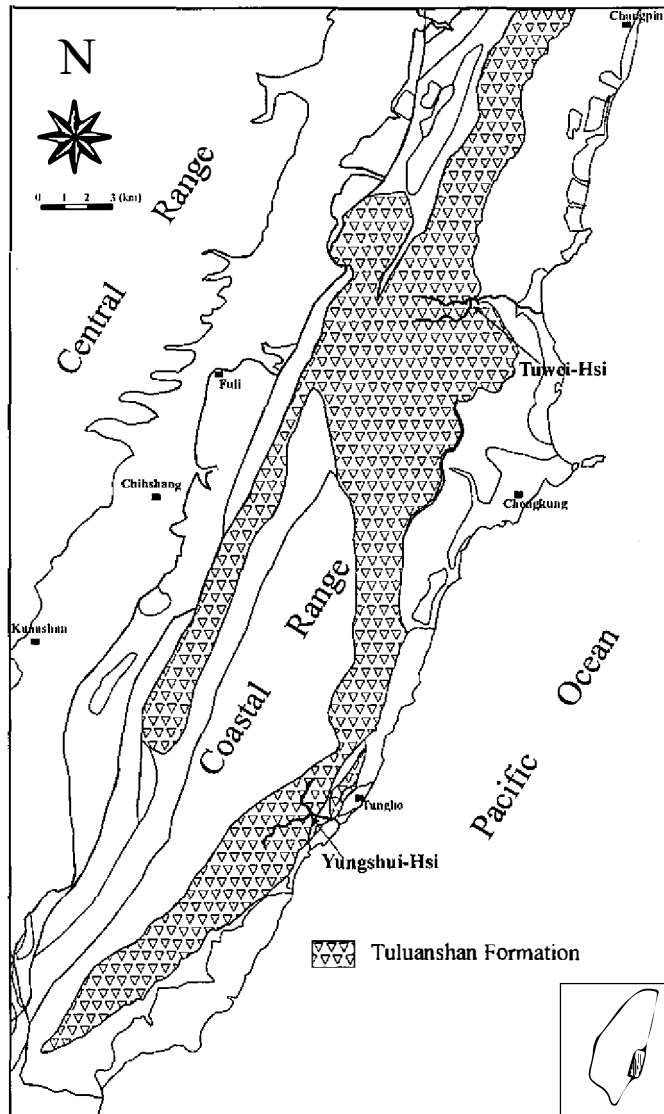 Changpin
N
0 1 2 3 (km)
Central Range
Tuwei-Hsi
Fuli
Chihshang
Chengkung
Kuanshan
Coastal Range
Pacific Ocean
Tungho
Yungshui-Hsi
Tuluanshan Formation